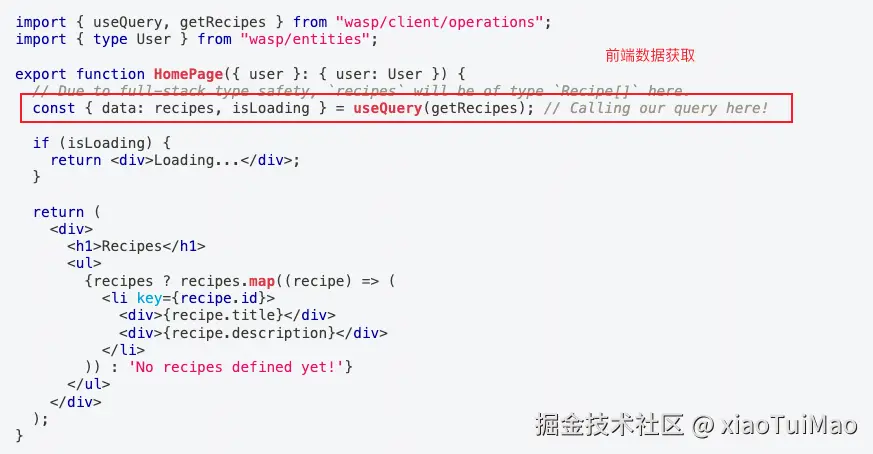 import { useQuery, getRecipes } from "wasp/client/operations";
import { type User } from "wasp/entities";
前端数据获取
export function HomePage({ user }: { user: User }) {
  // Due to full-stack type safety, `recipes` will be of type `Recipe[]` here.
  const { data: recipes, isLoading } = useQuery(getRecipes); // Calling our query here!
  if (isLoading) {
    return <div>Loading...</div>;
  }
  return (
    <div>
      <h1>Recipes</h1>
      <ul>
        {recipes ? recipes.map((recipe) => (
          <li key={recipe.id}>
            <div>{recipe.title}</div>
            <div>{recipe.description}</div>
          </li>
        )) : 'No recipes defined yet!'}
      </ul>
    </div>
  );
}
掘金技术社区 @ xiaoTuiMao